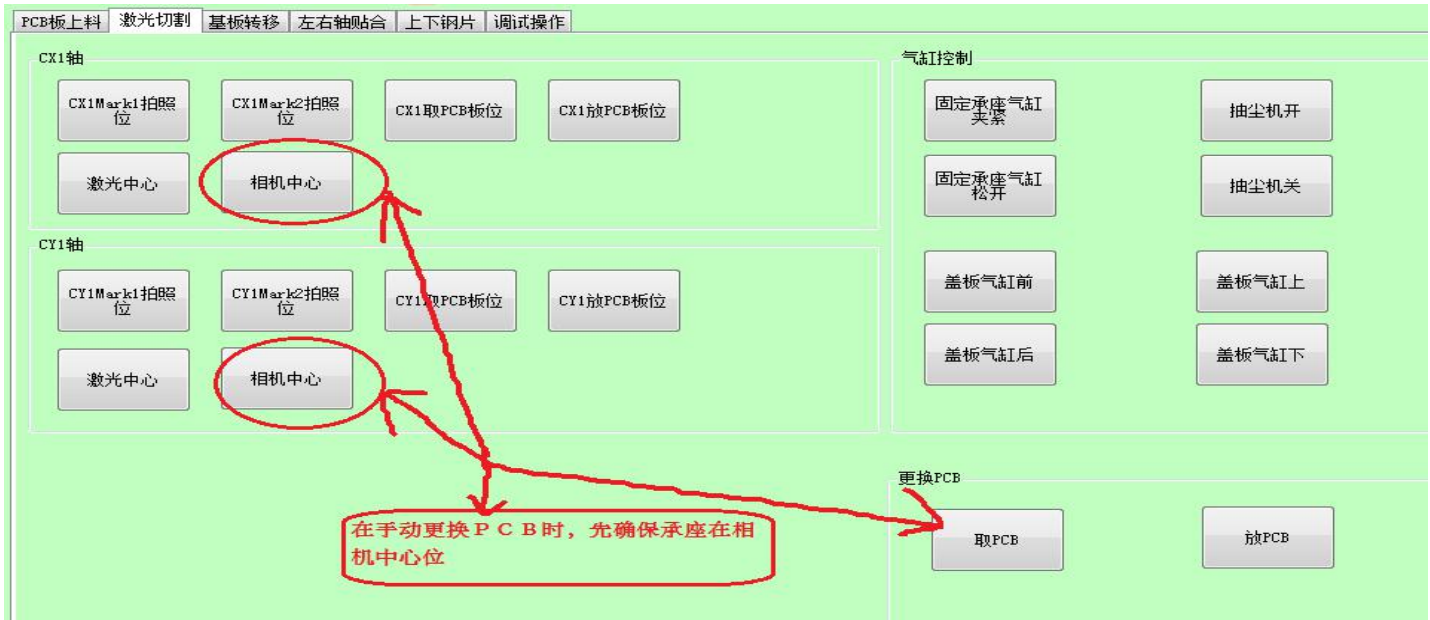 PCB板上料 激光切割 基板转移 左右轴贴合 上下钢片 调试操作
CX1轴
CX1Mark1拍照
位
CX1Mark2拍照
位
CX1取PCB板位
CX1放PCB板位
激光中心
相机中心
CY1轴
CY1Mark1拍照
位
CY1Mark2拍照
位
CY1取PCB板位
CY1放PCB板位
激光中心
相机中心
气缸控制
固定承座气缸
夹紧
抽尘机开
固定承座气缸
松开
抽尘机关
盖板气缸前
盖板气缸上
盖板气缸后
盖板气缸下
更换PCB
取PCB
放PCB
在手动更换ＰＣＢ时，先确保承座在相
机中心位